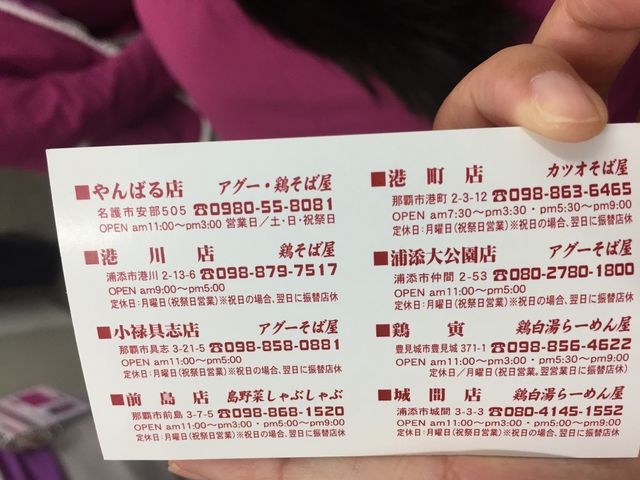 ■やんばる店 アグー・鶏そば屋
名護市安部505 ☎0980-55-8081
OPEN am11:00〜pm3:00 営業日／土・日・祝祭日
■港川店 鶏そば屋
浦添市港川 2-13-6 ☎098-879-7517
OPEN am9:00〜pm5:00
定休日：月曜日(祝祭日営業)※祝日の場合、翌日に振替店休
■小禄具志店 アグーそば屋
那覇市具志 3-21-5 ☎098-858-0881
OPEN am11:00〜pm5:00
定休日：月曜日(祝祭日営業)※祝日の場合、翌日に振替店休
■前島店 島野菜しゃぶしゃぶ
那覇市前島 3-7-5 ☎098-868-1520
OPEN am11:00〜pm3:00・pm5:00〜pm9:00
定休日：月曜日(祝祭日営業)※祝日の場合、翌日に振替店休
■港町店 カツオそば屋
那覇市港町 2-3-12 ☎098-863-6465
OPEN am7:30〜pm3:30・pm5:30〜pm9:00
定休日：月曜日(祝祭日営業)※祝日の場合、翌日に振替店休
■浦添大公園店 アグーそば屋
浦添市仲間 2-53 ☎080-2780-1800
OPEN am11:00〜pm5:00
定休日：月曜日(祝祭日営業)※祝日の場合、翌日に振替店休
■鶏寅 鶏白湯らーめん屋
豊見城市豊見城 371-1 ☎098-856-4622
OPEN am11:00〜pm3:30・pm5:30〜pm9:00
定休日／月曜日(祝祭日営業)※祝日の場合、翌日に振替店休
■城間店 鶏白湯らーめん屋
浦添市城間 3-3-3 ☎080-4145-1552
OPEN am11:00〜pm3:30・pm5:30〜pm9:00
定休日：月曜日(祝祭日営業)※祝日の場合、翌日に振替店休